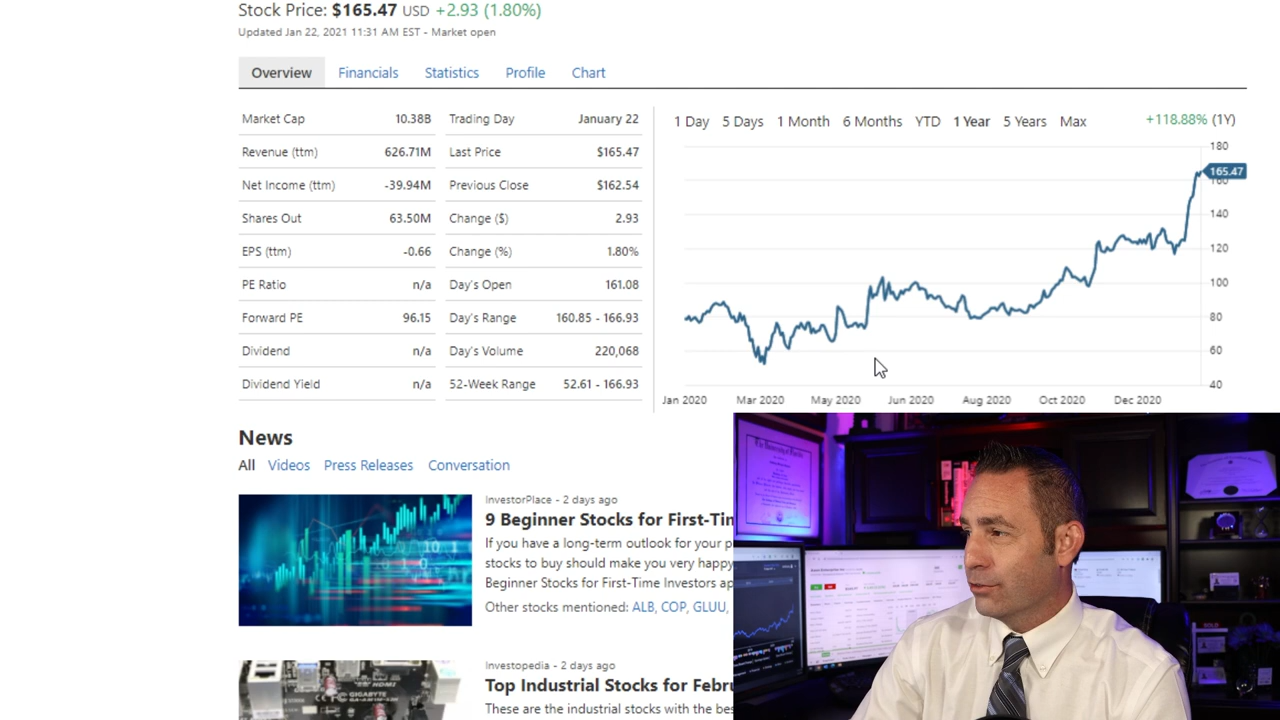 Stock Price: $165.47 USD +2.93 (1.80%)
Updated Jan 22, 2021 11:31 AM EST - Market open
Overview Financials Statistics Profile Chart
Market Cap 10.38B Trading Day January 22
Revenue (ttm) 626.71M Last Price $165.47
Net Income (ttm) -39.94M Previous Close $162.54
Shares Out 63.50M Change ($) 2.93
EPS (ttm) -0.66 Change (%) 1.80%
PE Ratio n/a Day's Open 161.08
Forward PE 96.15 Day's Range 160.85 - 166.93
Dividend n/a Day's Volume 220,068
Dividend Yield n/a 52-Week Range 52.61 - 166.93
1 Day 5 Days 1 Month 6 Months YTD 1 Year 5 Years Max +118.88% (1Y)
180
165.47
160
140
120
100
80
60
40
Jan 2020 Mar 2020 May 2020 Jun 2020 Aug 2020 Oct 2020 Dec 2020
News
All Videos Press Releases Conversation
InvestorPlace - 2 days ago
9 Beginner Stocks for First-Tin
If you have a long-term outlook for your p
stocks to buy should make you very happy
Beginner Stocks for First-Time Investors ap
Other stocks mentioned: ALB, COP, GLUU,
Investopedia - 2 days ago
Top Industrial Stocks for Febru
These are the industrial stocks with the bes
GIGABYTE
HDMI
SOLD